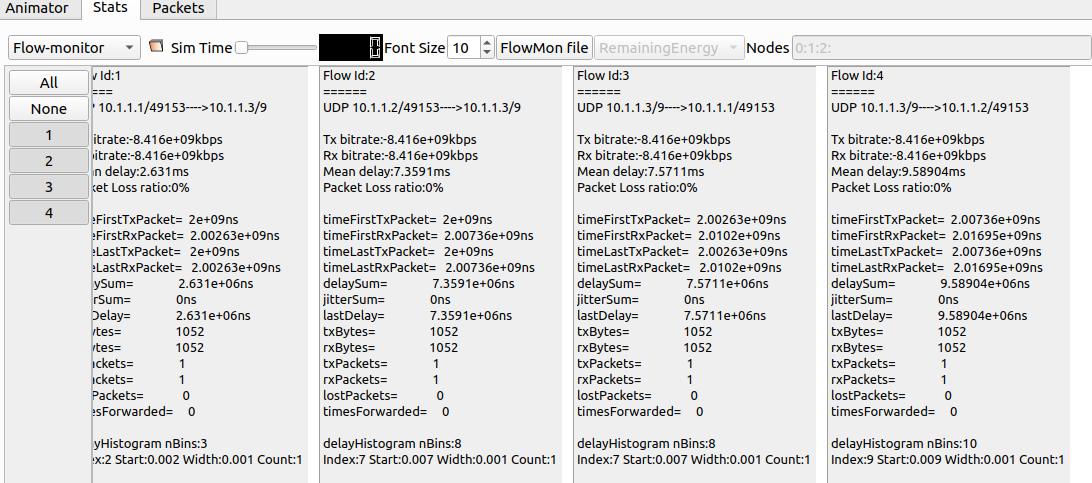 Animator Stats Packets
Flow-monitor Sim Time 0 Font Size 10 FlowMon file RemainingEnergy Nodes 0:1:2:
All
None
1
2
3
4
w Id:1
====
P 10.1.1.1/49153---->10.1.1.3/9
bitrate:-8.416e+09kbps
bitrate:-8.416e+09kbps
n delay:2.631ms
ket Loss ratio:0%
meFirstTxPacket= 2e+09ns
meFirstRxPacket= 2.00263e+09ns
meLastTxPacket= 2e+09ns
meLastRxPacket= 2.00263e+09ns
aySum= 2.631e+06ns
erSum= 0ns
Delay= 2.631e+06ns
ytes= 1052
ytes= 1052
ackets= 1
ackets= 1
Packets= 0
esForwarded= 0
yHistogram nBins:3
ex:2 Start:0.002 Width:0.001 Count:1
Flow Id:2
======
UDP 10.1.1.2/49153---->10.1.1.3/9
Tx bitrate:-8.416e+09kbps
Rx bitrate:-8.416e+09kbps
Mean delay:7.3591ms
Packet Loss ratio:0%
timeFirstTxPacket= 2e+09ns
timeFirstRxPacket= 2.00736e+09ns
timeLastTxPacket= 2e+09ns
timeLastRxPacket= 2.00736e+09ns
delaySum= 7.3591e+06ns
jitterSum= 0ns
lastDelay= 7.3591e+06ns
txBytes= 1052
rxBytes= 1052
txPackets= 1
rxPackets= 1
lostPackets= 0
timesForwarded= 0
delayHistogram nBins:8
Index:7 Start:0.007 Width:0.001 Count:1
Flow Id:3
======
UDP 10.1.1.3/9---->10.1.1.1/49153
Tx bitrate:-8.416e+09kbps
Rx bitrate:-8.416e+09kbps
Mean delay:7.5711ms
Packet Loss ratio:0%
timeFirstTxPacket= 2.00263e+09ns
timeFirstRxPacket= 2.0102e+09ns
timeLastTxPacket= 2.00263e+09ns
timeLastRxPacket= 2.0102e+09ns
delaySum= 7.5711e+06ns
jitterSum= 0ns
lastDelay= 7.5711e+06ns
txBytes= 1052
rxBytes= 1052
txPackets= 1
rxPackets= 1
lostPackets= 0
timesForwarded= 0
delayHistogram nBins:8
Index:7 Start:0.007 Width:0.001 Count:1
Flow Id:4
======
UDP 10.1.1.3/9---->10.1.1.2/49153
Tx bitrate:-8.416e+09kbps
Rx bitrate:-8.416e+09kbps
Mean delay:9.58904ms
Packet Loss ratio:0%
timeFirstTxPacket= 2.00736e+09ns
timeFirstRxPacket= 2.01695e+09ns
timeLastTxPacket= 2.00736e+09ns
timeLastRxPacket= 2.01695e+09ns
delaySum= 9.58904e+06ns
jitterSum= 0ns
lastDelay= 9.58904e+06ns
txBytes= 1052
rxBytes= 1052
txPackets= 1
rxPackets= 1
lostPackets= 0
timesForwarded= 0
delayHistogram nBins:10
Index:9 Start:0.009 Width:0.001 Count:1